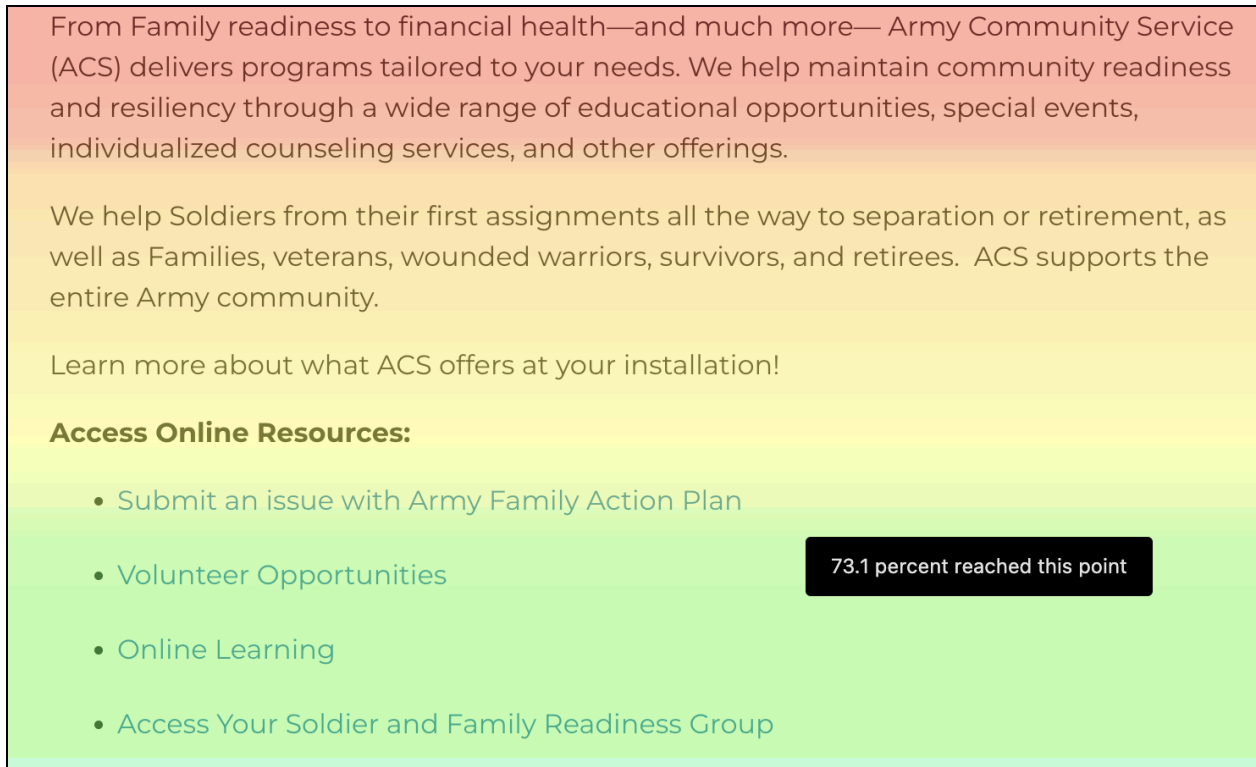 From Family readiness to financial health—and much more— Army Community Service
(ACS) delivers programs tailored to your needs. We help maintain community readiness
and resiliency through a wide range of educational opportunities, special events,
individualized counseling services, and other offerings.
We help Soldiers from their first assignments all the way to separation or retirement, as
well as Families, veterans, wounded warriors, survivors, and retirees.  ACS supports the
entire Army community.
Learn more about what ACS offers at your installation!
Access Online Resources:
• Submit an issue with Army Family Action Plan
• Volunteer Opportunities
73.1 percent reached this point
• Online Learning
• Access Your Soldier and Family Readiness Group